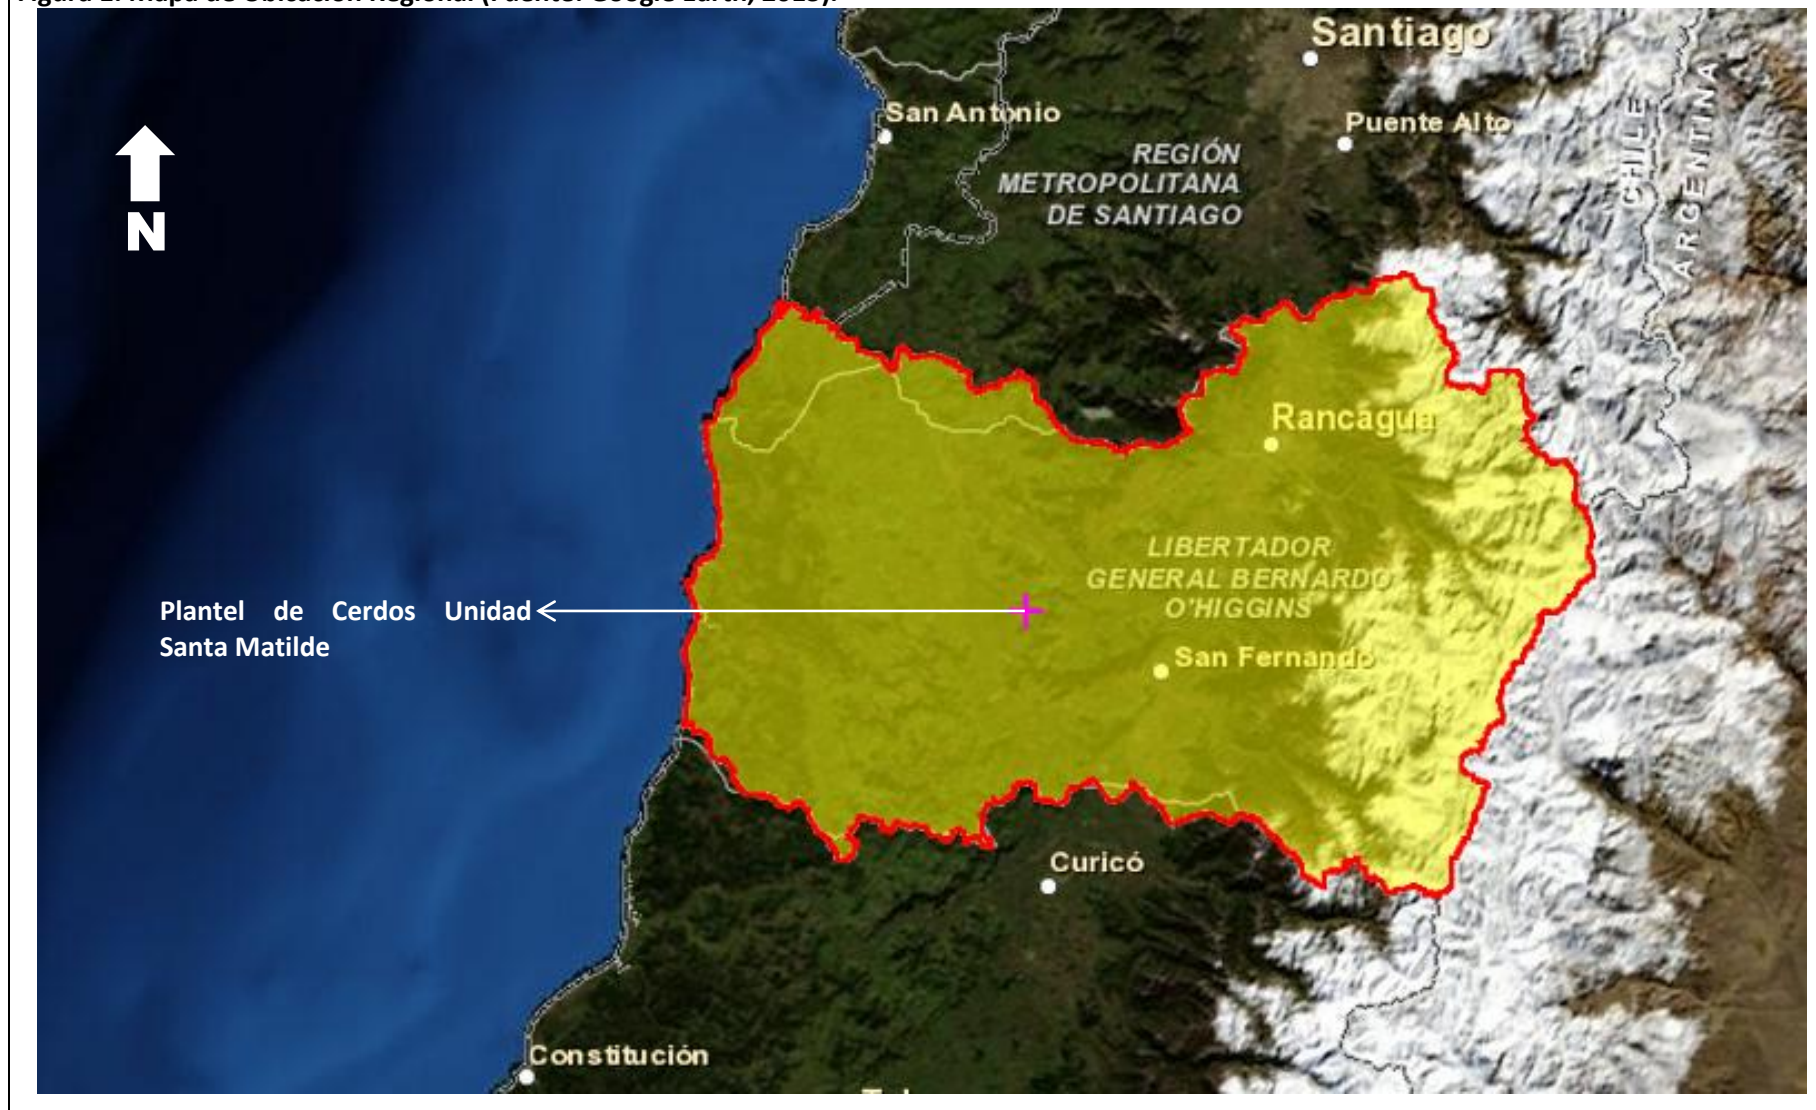 Santiago
San Antonio
Puente Alto
CHILE
ARGENTINA
REGIÓN
METROPOLITANA
DE SANTIAGO
N
Rancagua
LIBERTADOR
GENERAL BERNARDO
O'HIGGINS
Plantel de Cerdos Unidad
Santa Matilde
San Fernando
Curicó
Constitución